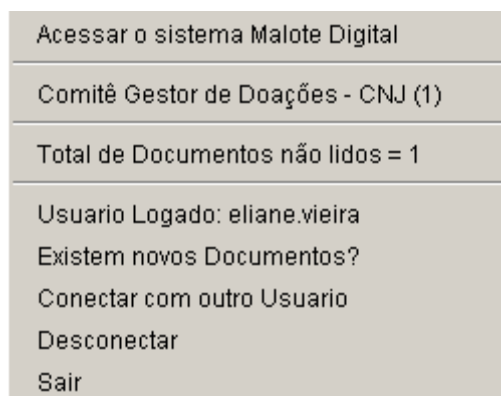 Acessar o sistema Malote Digital
Comitê Gestor de Doações - CNJ (1)
Total de Documentos não lidos = 1
Usuario Logado: eliane.vieira
Existem novos Documentos?
Conectar com outro Usuario
Desconectar
Sair